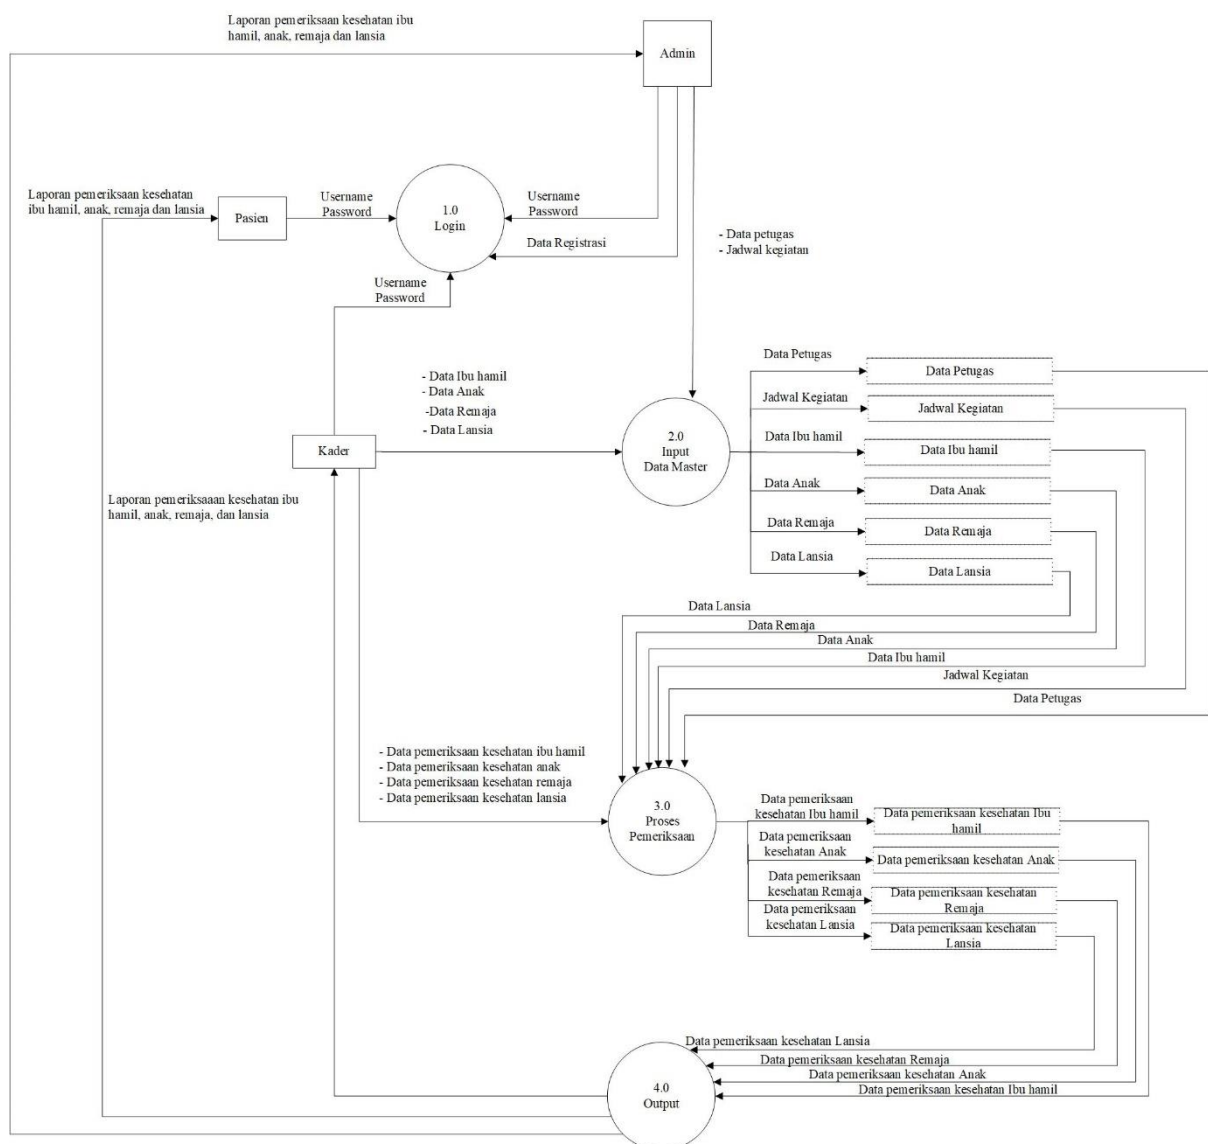 Laporan pemeriksaan kesehatan ibu
hamil, anak, remaja dan lansia
Admin
Laporan pemeriksaan kesehatan
ibu hamil, anak, remaja dan lansia
Pasien
Username
Password
1.0
Login
Username
Password
Data Registrasi
- Data petugas
- Jadwal kegiatan
Username
Password
- Data Ibu hamil
- Data Anak
-Data Remaja
- Data Lansia
Kader
2.0
Input
Data Master
Data Petugas
Data Petugas
Jadwal Kegiatan
Jadwal Kegiatan
Data Ibu hamil
Data Ibu hamil
Data Anak
Data Anak
Data Remaja
Data Remaja
Data Lansia
Data Lansia
Laporan pemeriksaaan kesehatan ibu
hamil, anak, remaja, dan lansia
Data Lansia
Data Remaja
Data Anak
Data Ibu hamil
Jadwal Kegiatan
Data Petugas
- Data pemeriksaan kesehatan ibu hamil
- Data pemeriksaan kesehatan anak
- Data pemeriksaan kesehatan remaja
- Data pemeriksaan kesehatan lansia
3.0
Proses
Pemeriksaan
Data pemeriksaan
kesehatan Ibu hamil
Data pemeriksaan kesehatan Ibu
hamil
Data pemeriksaan
kesehatan Anak
Data pemeriksaan kesehatan Anak
Data pemeriksaan
kesehatan Remaja
Data pemeriksaan kesehatan
Remaja
Data pemeriksaan
kesehatan Lansia
Data pemeriksaan kesehatan
Lansia
Data pemeriksaan kesehatan Lansia
Data pemeriksaan kesehatan Remaja
Data pemeriksaan kesehatan Anak
Data pemeriksaan kesehatan Ibu hamil
4.0
Output